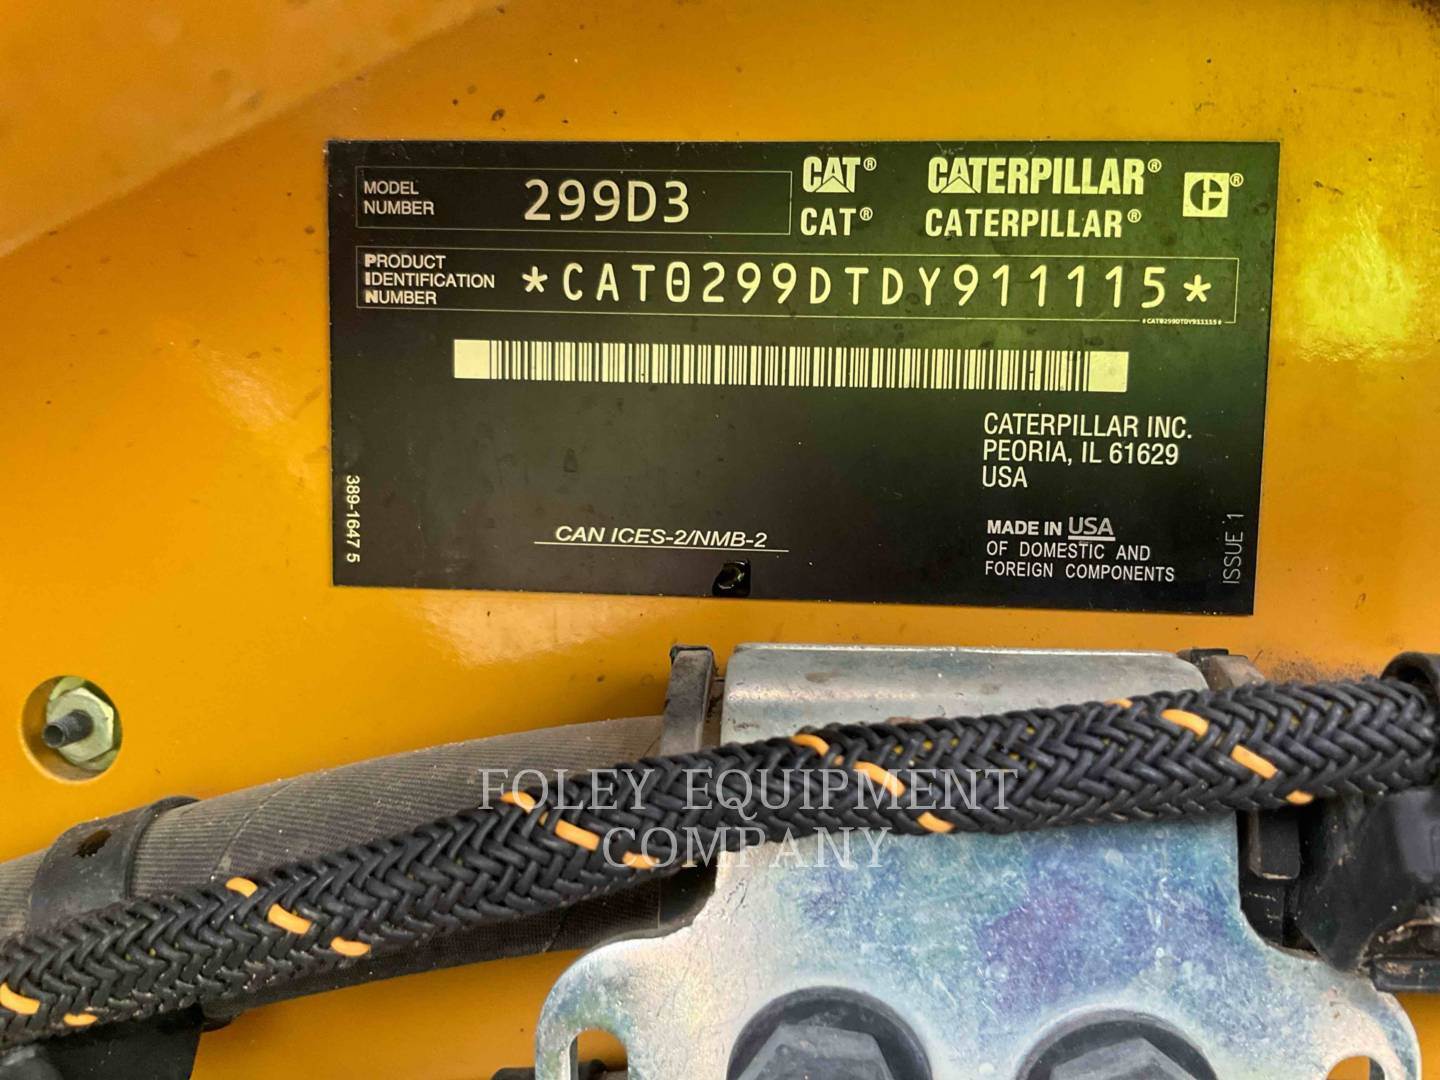 MODEL
NUMBER
299D3
CAT® CATERPILLAR® ®
CAT® CATERPILLAR®
PRODUCT
IDENTIFICATION
NUMBER
*CAT0299DTDY911115*
*CAT0299DTDY911115*
CATERPILLAR INC.
PEORIA, IL 61629
USA
389-1647 5
CAN ICES-2/NMB-2
MADE IN USA
OF DOMESTIC AND
FOREIGN COMPONENTS
ISSUE 1
FOLEY EQUIPMENT
COMPANY